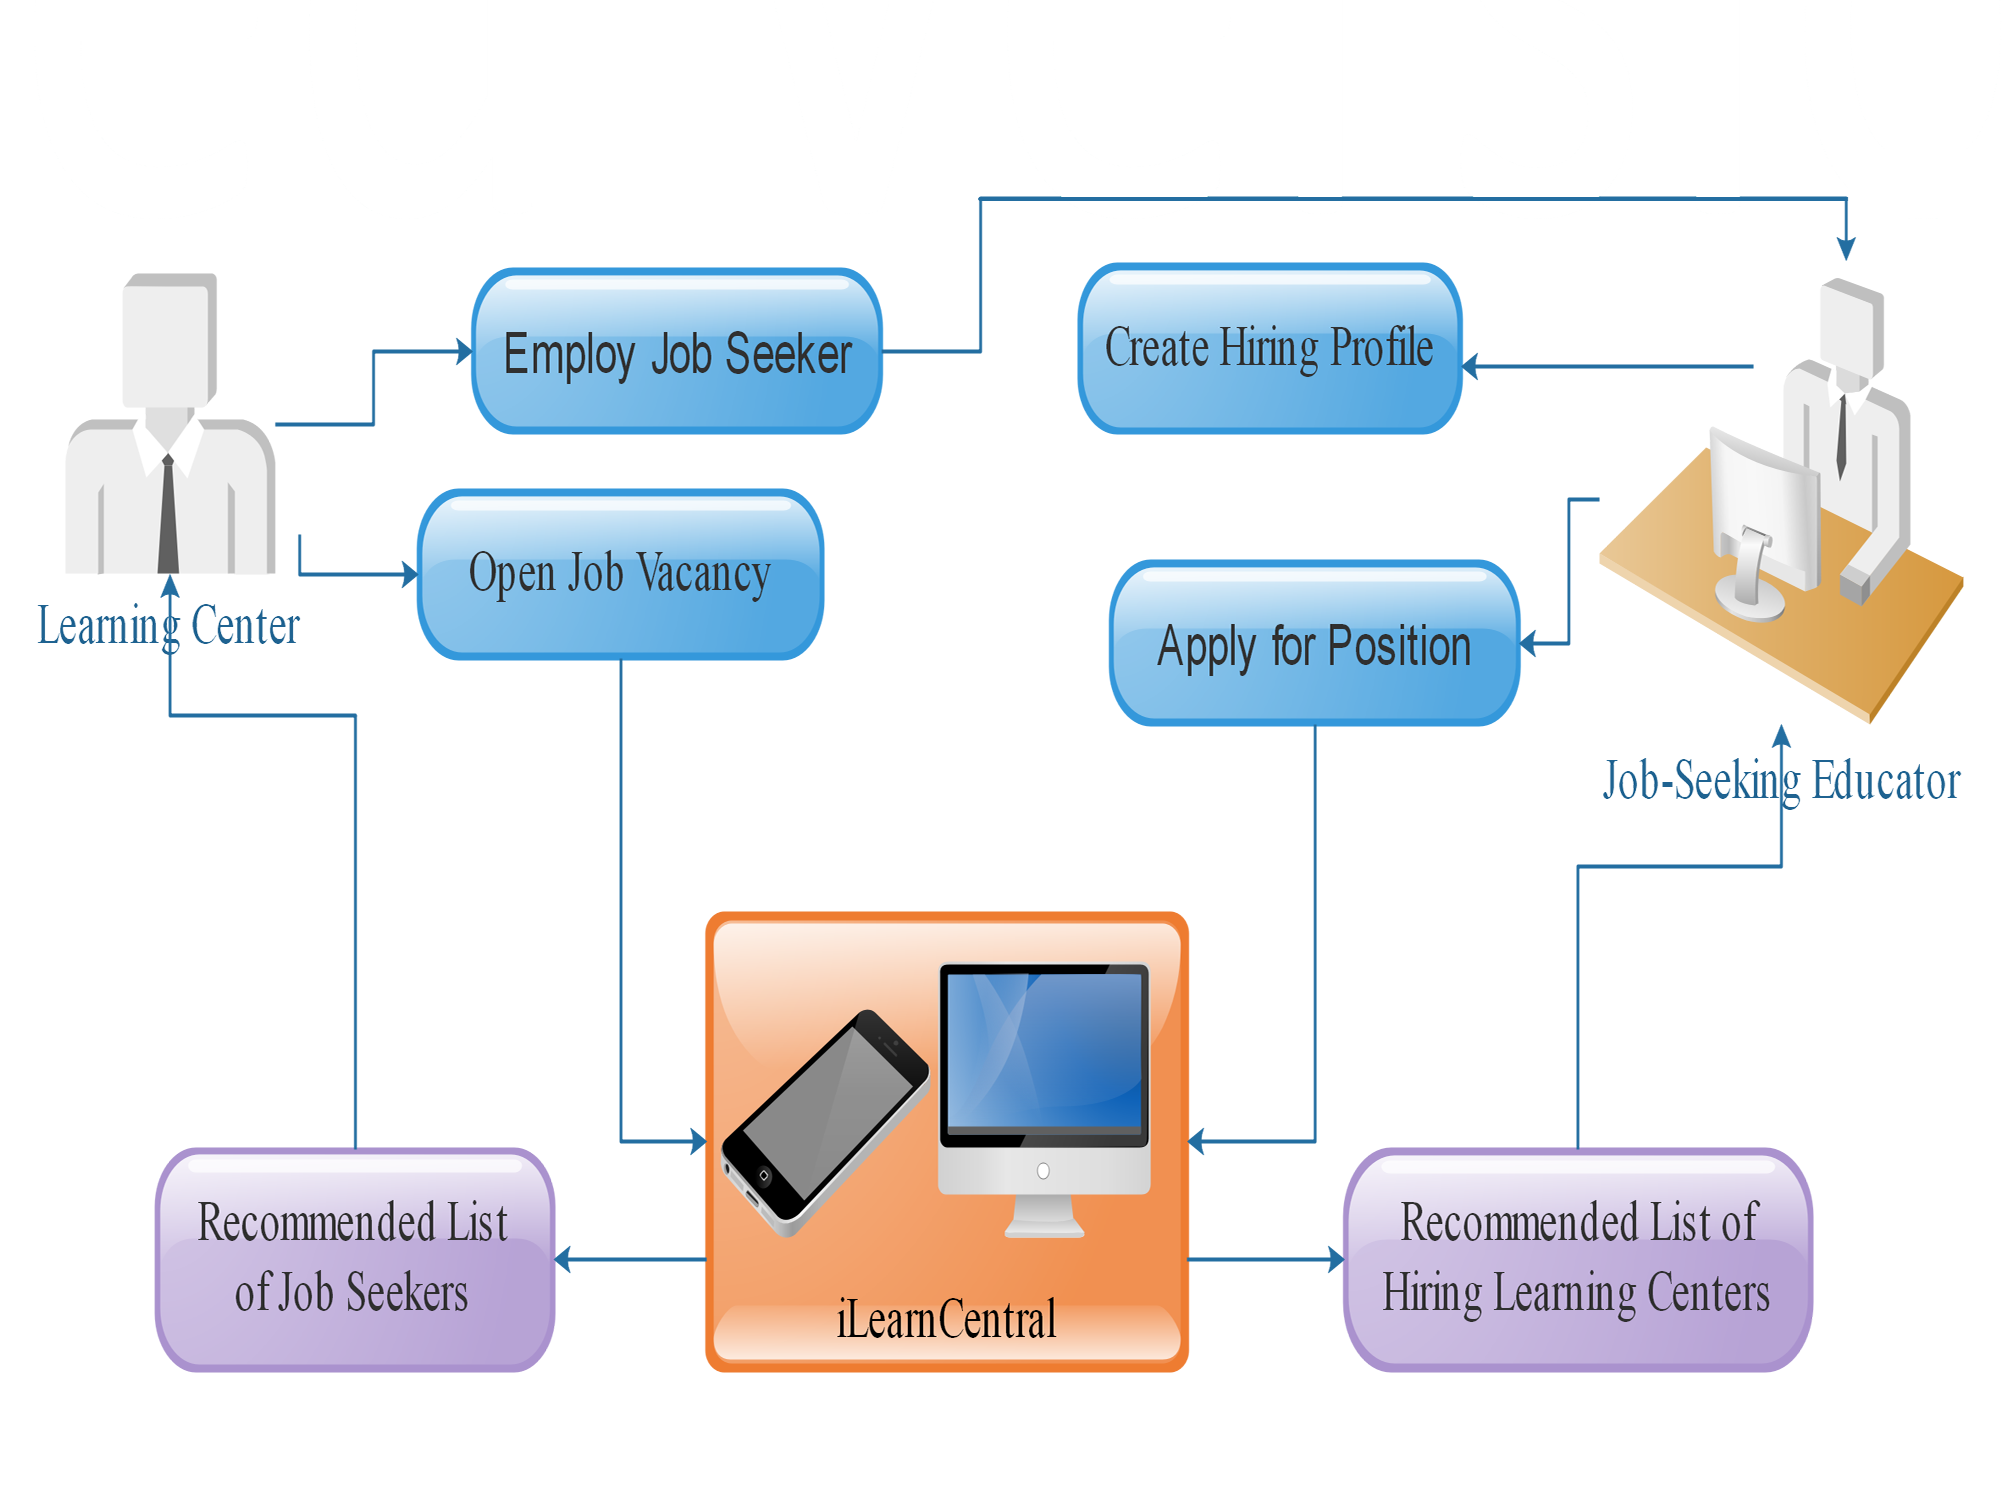 Employ Job Seeker
Create Hiring Profile
Open Job Vacancy
Learning Center
Apply for Position
Job-Seeking Educator
Recommended List
of Job Seekers
iLearnCentral
Recommended List of
Hiring Learning Centers